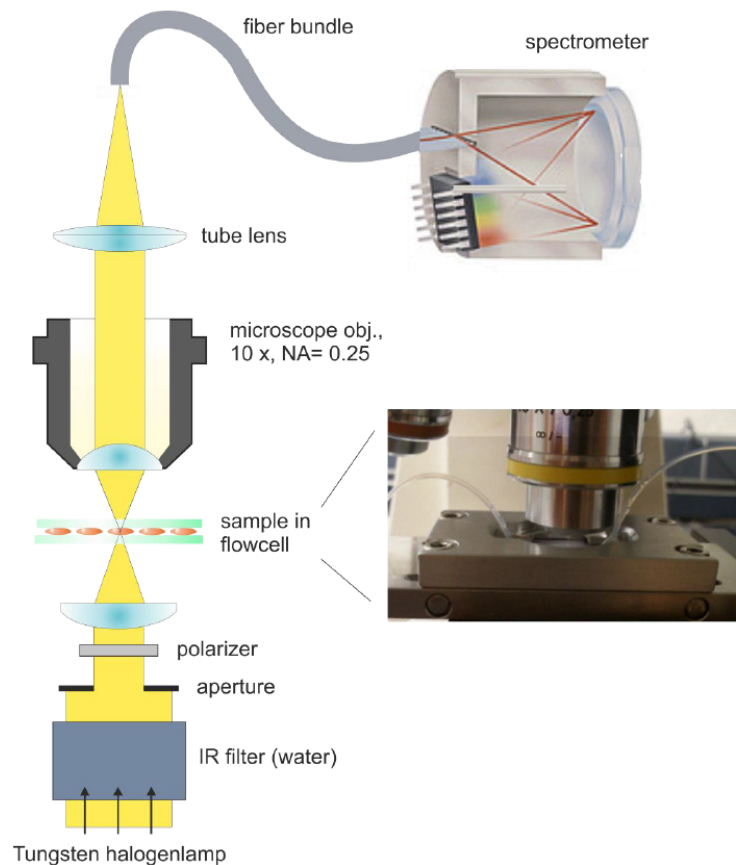 fiber bundle
spectrometer
tube lens
microscope obj.,
10 x, NA= 0.25
sample in
flowcell
polarizer
aperture
IR filter (water)
Tungsten halogenlamp